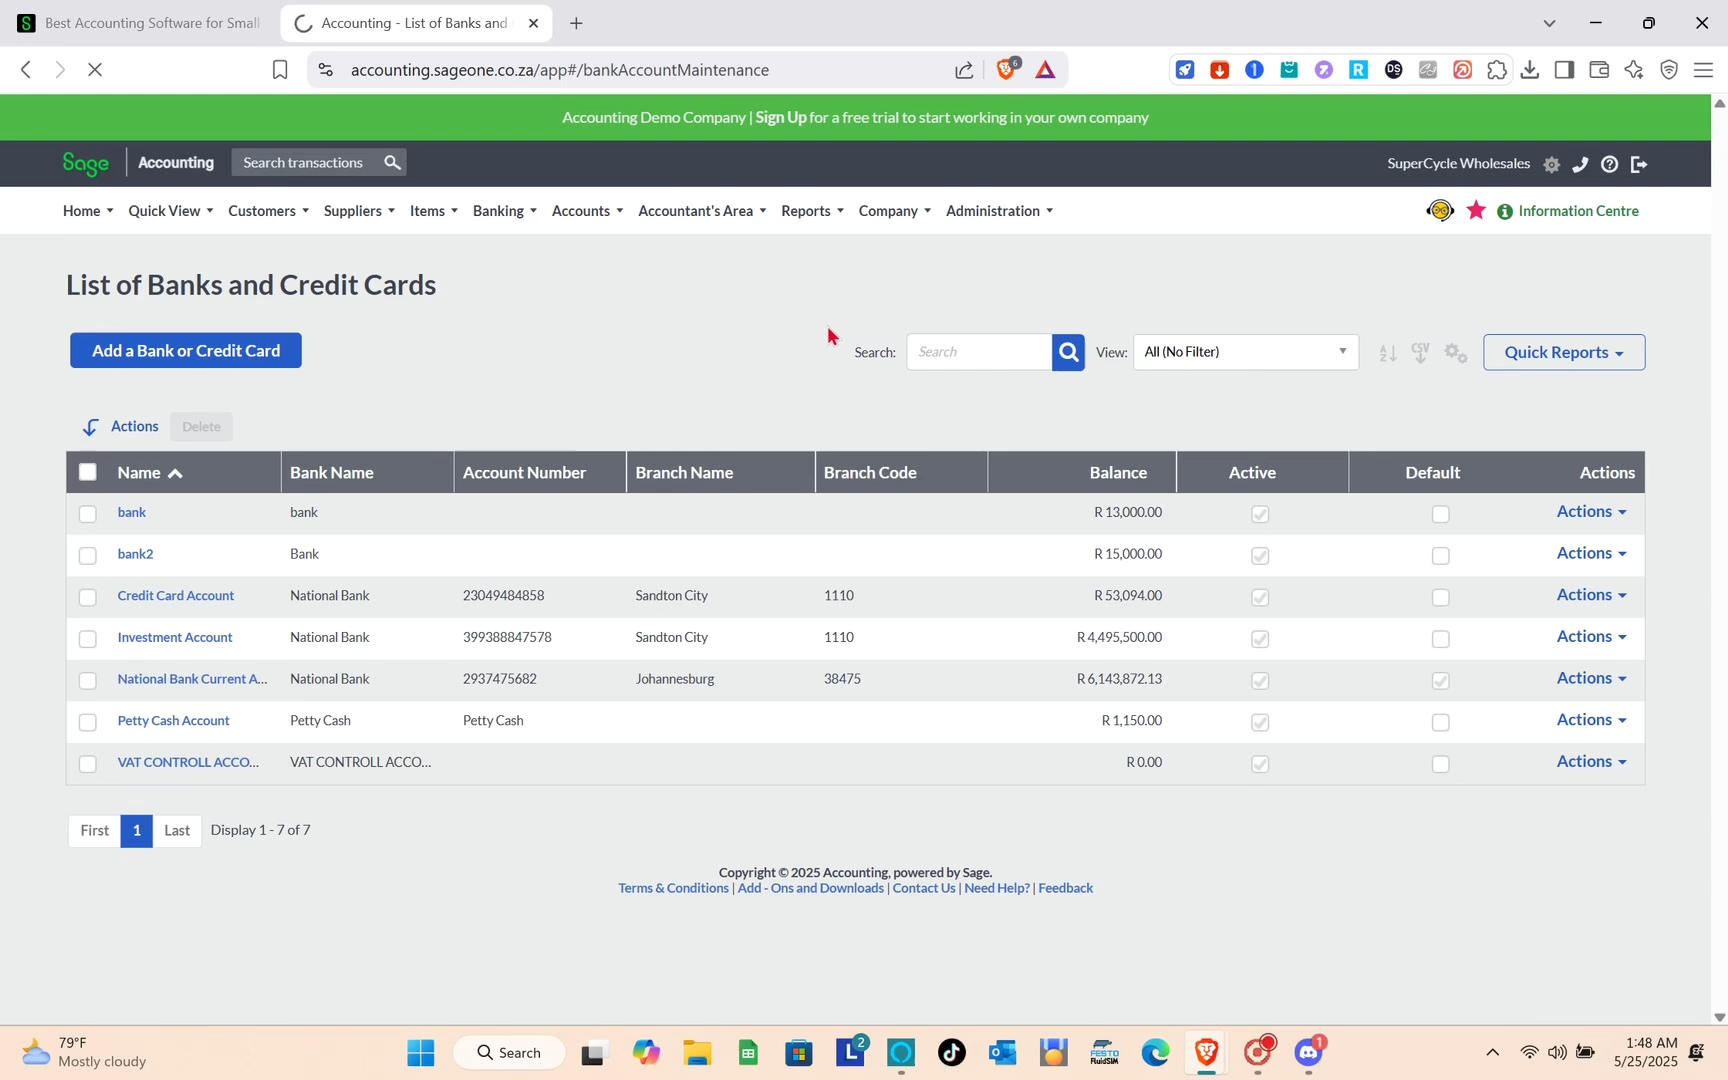 Best Accounting Software for Small
Accounting - List of Banks and
accounting.sageone.co.za/app#/bankAccountMaintenance
6
Accounting Demo Company | Sign Up for a free trial to start working in your own company
Sage Accounting Search transactions
SuperCycle Wholesales
Home Quick View Customers Suppliers Items Banking Accounts Accountant's Area Reports Company Administration
Information Centre
List of Banks and Credit Cards
Add a Bank or Credit Card
Search: Search View: All (No Filter) CSV Quick Reports
Actions Delete
Name Bank Name Account Number Branch Name Branch Code Balance Active Default Actions
bank bank R 13,000.00 Actions
bank2 Bank R 15,000.00 Actions
Credit Card Account National Bank 23049484858 Sandton City 1110 R 53,094.00 Actions
Investment Account National Bank 399388847578 Sandton City 1110 R 4,495,500.00 Actions
National Bank Current A... National Bank 2937475682 Johannesburg 38475 R 6,143,872.13 Actions
Petty Cash Account Petty Cash Petty Cash R 1,150.00 Actions
VAT CONTROLL ACCO... VAT CONTROLL ACCO... R 0.00 Actions
First 1 Last Display 1 - 7 of 7
Copyright © 2025 Accounting, powered by Sage.
Terms & Conditions | Add - Ons and Downloads | Contact Us | Need Help? | Feedback
79°F
Mostly cloudy
Search
L 2
FESTO
FluidSIM
1
1:48 AM
5/25/2025